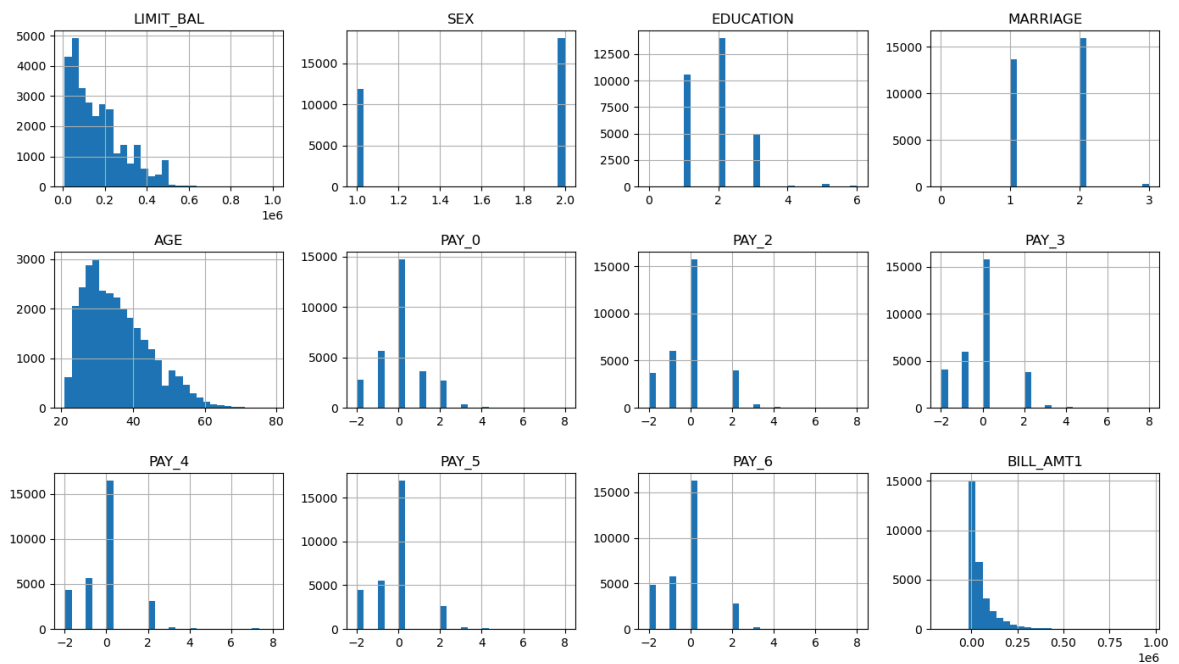 LIMIT_BAL
5000
4000
3000
2000
1000
0
0.0 0.2 0.4 0.6 0.8 1.0
1e6
SEX
15000
10000
5000
0
1.0 1.2 1.4 1.6 1.8 2.0
EDUCATION
12500
10000
7500
5000
2500
0
0 2 4 6
MARRIAGE
15000
10000
5000
0
0 1 2 3
AGE
3000
2000
1000
0
20 40 60 80
PAY_0
15000
10000
5000
0
−2 0 2 4 6 8
PAY_2
15000
10000
5000
0
−2 0 2 4 6 8
PAY_3
15000
10000
5000
0
−2 0 2 4 6 8
PAY_4
15000
10000
5000
0
−2 0 2 4 6 8
PAY_5
15000
10000
5000
0
−2 0 2 4 6 8
PAY_6
15000
10000
5000
0
−2 0 2 4 6 8
BILL_AMT1
15000
10000
5000
0
0.00 0.25 0.50 0.75 1.00
1e6